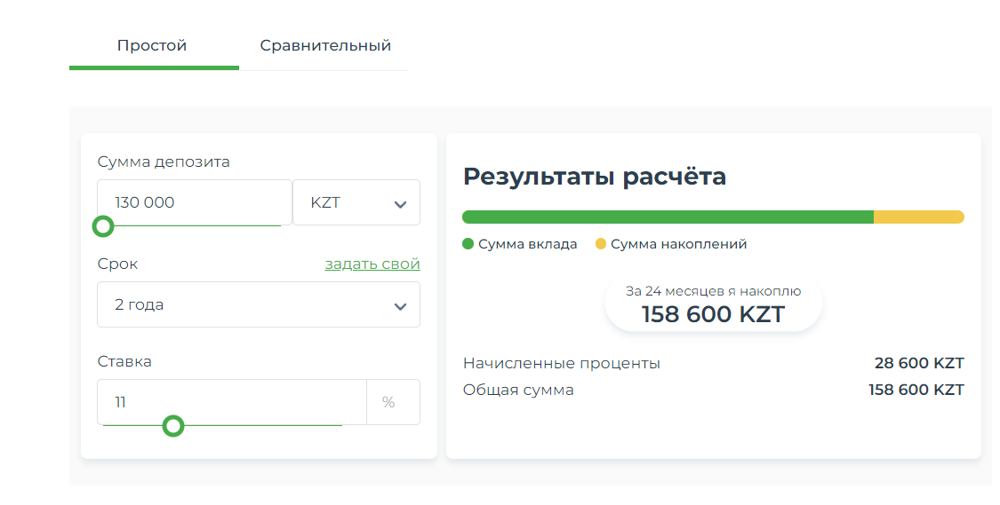 Простой Сравнительный
Сумма депозита
130 000 KZT
Срок задать свой
2 года
Ставка
11 %
Результаты расчёта
Сумма вклада Сумма накоплений
За 24 месяцев я накоплю
158 600 KZT
Начисленные проценты 28 600 KZT
Общая сумма 158 600 KZT